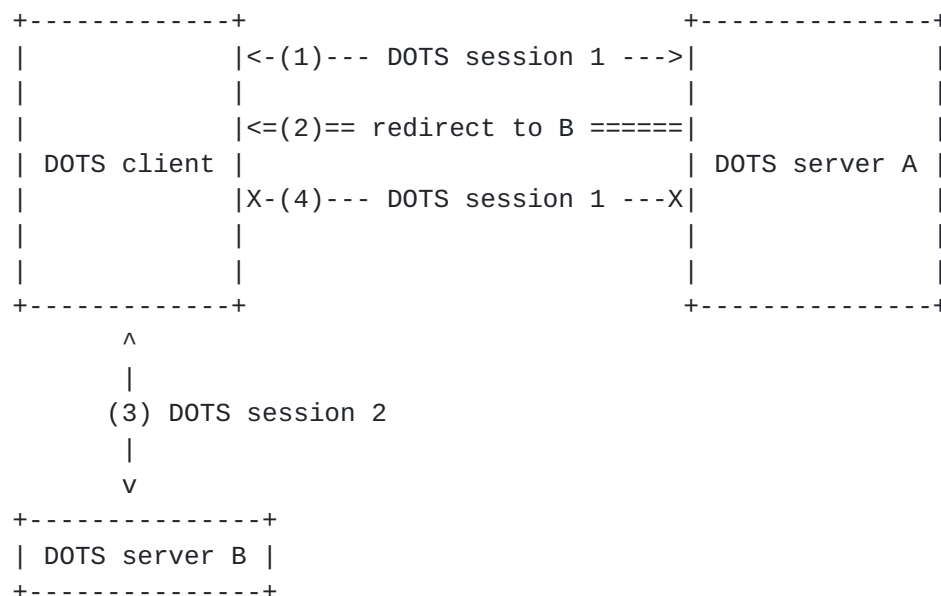 +-------------+                          +---------------+
|             |<-(1)--- DOTS session 1 --->|               |
|             |                          |               |
|             |<=(2)== redirect to B ======|               |
| DOTS client |                          | DOTS server A |
|             |X-(4)--- DOTS session 1 ---X|               |
|             |                          |               |
|             |                          |               |
+-------------+                          +---------------+
       ^
       |
      (3) DOTS session 2
       |
       v
+---------------+
| DOTS server B |
+---------------+